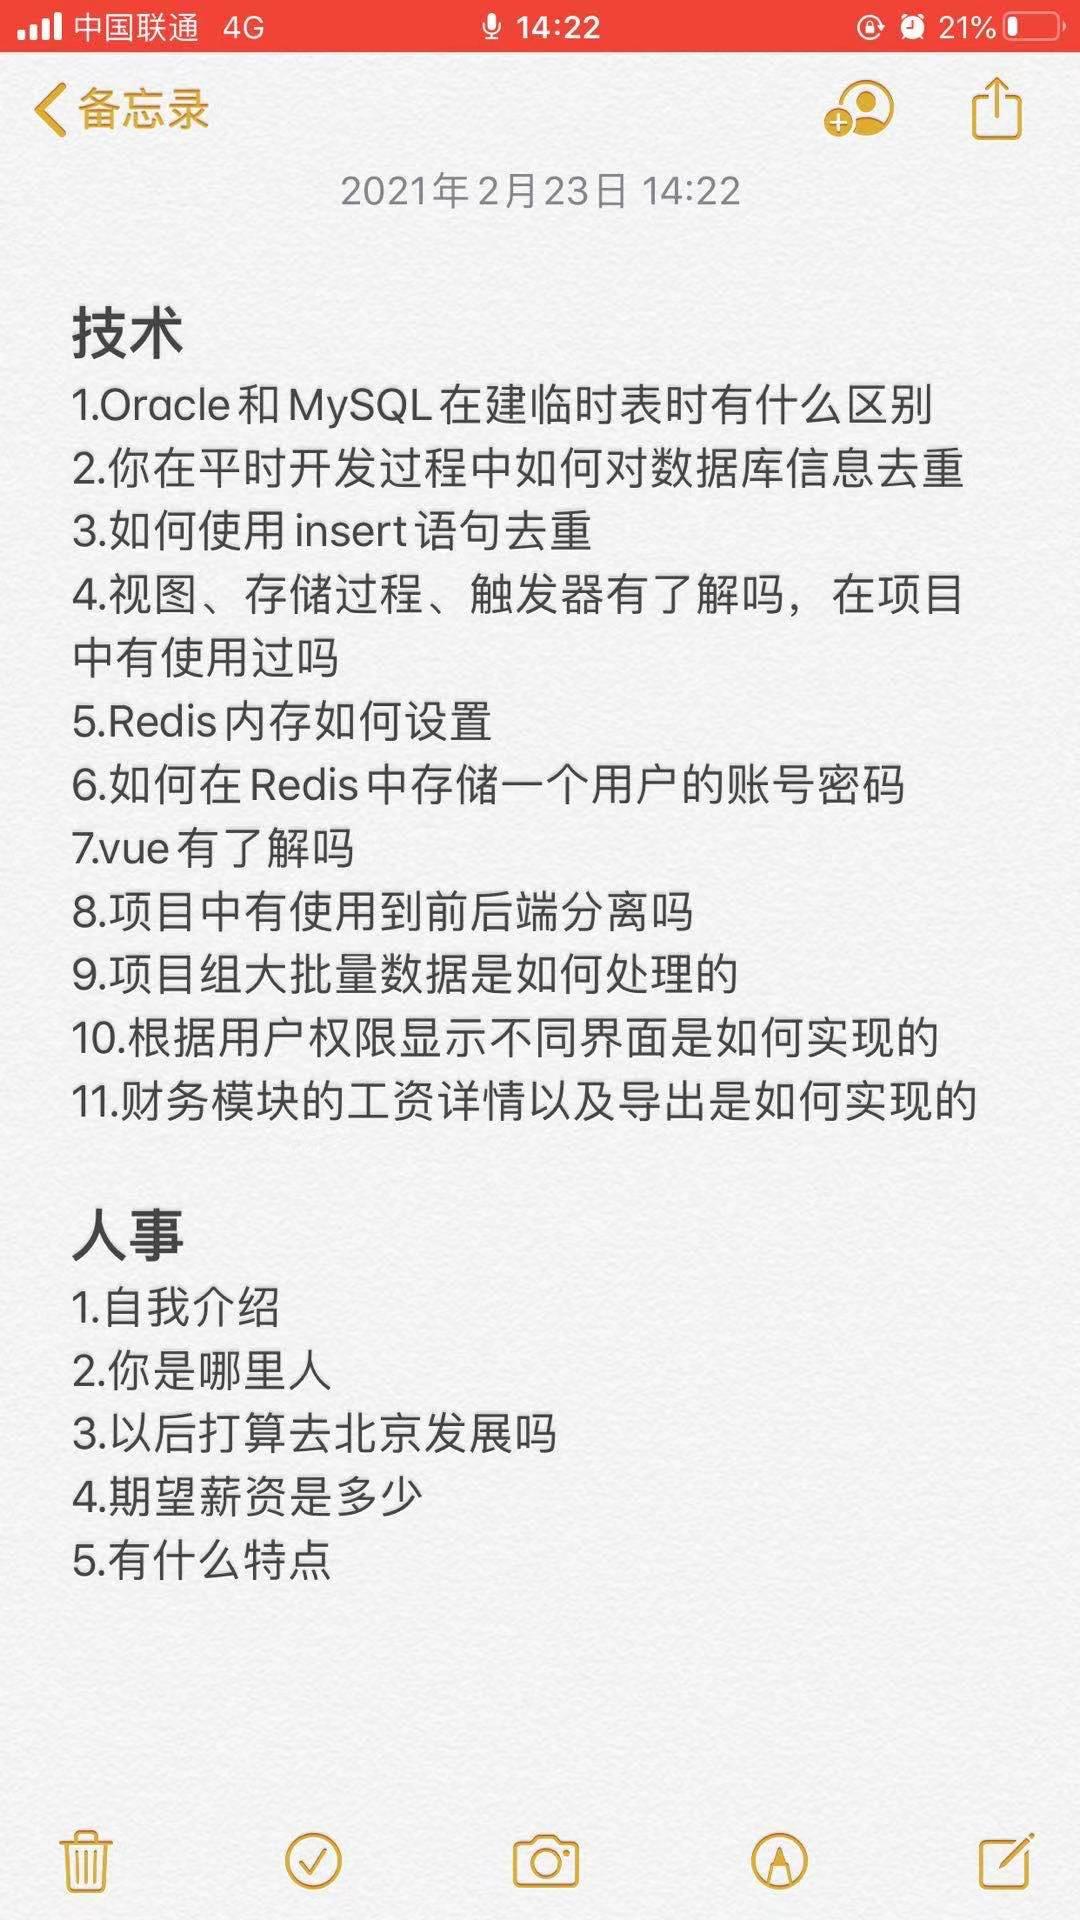 中国联通 4G 14:22 21%
备忘录
2021年2月23日 14:22
技术
1.Oracle和MySQL在建临时表时有什么区别
2.你在平时开发过程中如何对数据库信息去重
3.如何使用insert语句去重
4.视图、存储过程、触发器有了解吗，在项目
中有使用过吗
5.Redis内存如何设置
6.如何在Redis中存储一个用户的账号密码
7.vue有了解吗
8.项目中有使用到前后端分离吗
9.项目组大批量数据是如何处理的
10.根据用户权限显示不同界面是如何实现的
11.财务模块的工资详情以及导出是如何实现的
人事
1.自我介绍
2.你是哪里人
3.以后打算去北京发展吗
4.期望薪资是多少
5.有什么特点